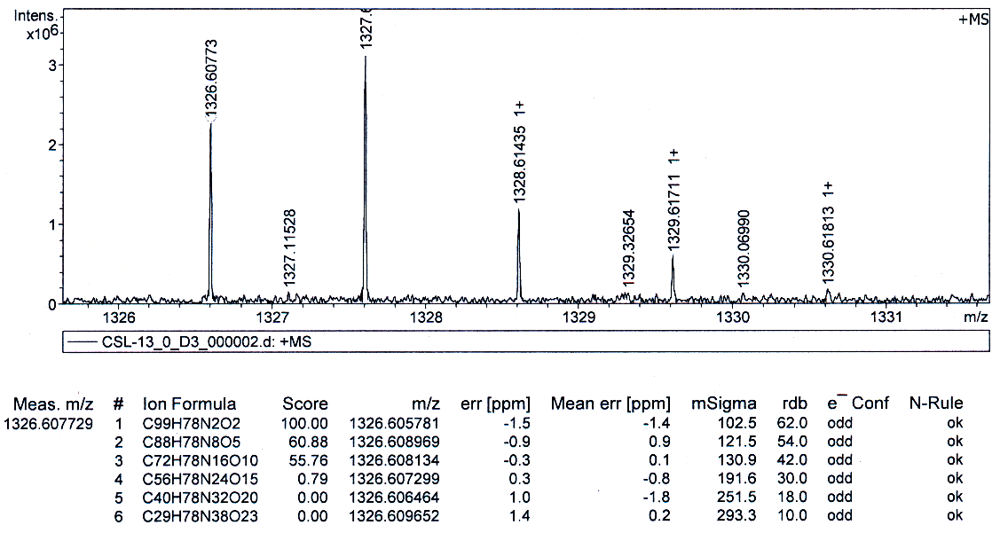 Intens.
x10⁶
+MS
1326.60773
1327.11528
1327.6
1328.61435 1+
1329.32654
1329.61711 1+
1330.06990
1330.61813 1+
3
2
1
0
1326 1327 1328 1329 1330 1331 m/z
CSL-13_0_D3_000002.d: +MS
Meas. m/z # Ion Formula Score m/z err [ppm] Mean err [ppm] mSigma rdb e⁻ Conf N-Rule
1326.607729 1 C99H78N2O2 100.00 1326.605781 -1.5 -1.4 102.5 62.0 odd ok
2 C88H78N8O5 60.88 1326.608969 -0.9 0.9 121.5 54.0 odd ok
3 C72H78N16O10 55.76 1326.608134 -0.3 0.1 130.9 42.0 odd ok
4 C56H78N24O15 0.79 1326.607299 0.3 -0.8 191.6 30.0 odd ok
5 C40H78N32O20 0.00 1326.606464 1.0 -1.8 251.5 18.0 odd ok
6 C29H78N38O23 0.00 1326.609652 1.4 0.2 293.3 10.0 odd ok